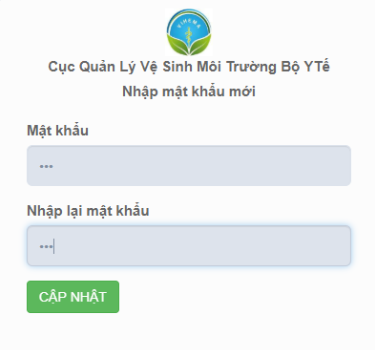 Cục Quản Lý Vệ Sinh Môi Trường Bộ YTế
Nhập mật khẩu mới
Mật khẩu
•••
Nhập lại mật khẩu
•••
CẬP NHẬT